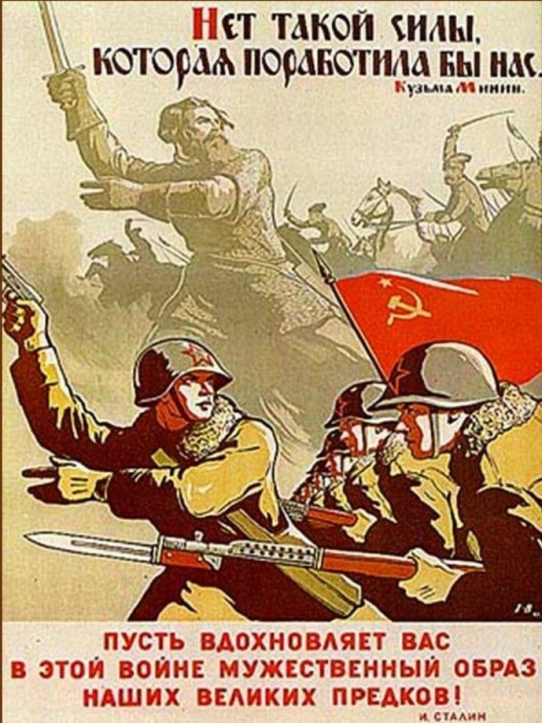 Нет такой силы,
которая поработила бы нас.
Кузьма Минин.
ПУСТЬ ВДОХНОВЛЯЕТ ВАС
В ЭТОЙ ВОЙНЕ МУЖЕСТВЕННЫЙ ОБРАЗ
НАШИХ ВЕЛИКИХ ПРЕДКОВ!
И. СТАЛИН